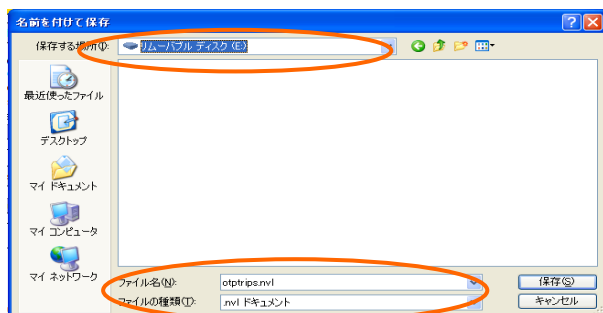 名前を付けて保存
保存する場所(I):
リムーバブル ディスク (E:)
最近使ったファイル
デスクトップ
マイ ドキュメント
マイ コンピュータ
マイ ネットワーク
ファイル名(N):
otptrips.nvl
保存(S)
ファイルの種類(T):
.nvl ドキュメント
キャンセル